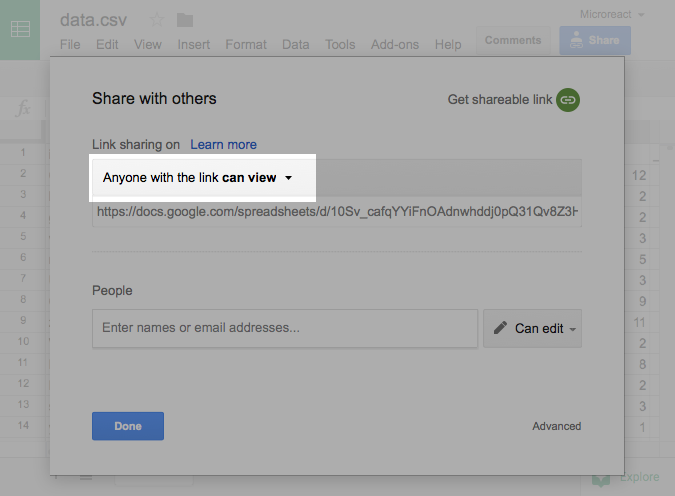 data.csv
Microreact
File Edit View Insert Format Data Tools Add-ons Help
Comments
Share
fx
Share with others
Get shareable link
Link sharing on Learn more
Anyone with the link can view
https://docs.google.com/spreadsheets/d/10Sv_cafqYYiFnOAdnwhddj0pQ31Qv8Z3H
People
Enter names or email addresses...
Can edit
Done
Advanced
1
2 12
3 2
4 2
5 3
6 5
7 3
8 9
9 11
10 2
11 8
12 2
13 3
14 1
Explore